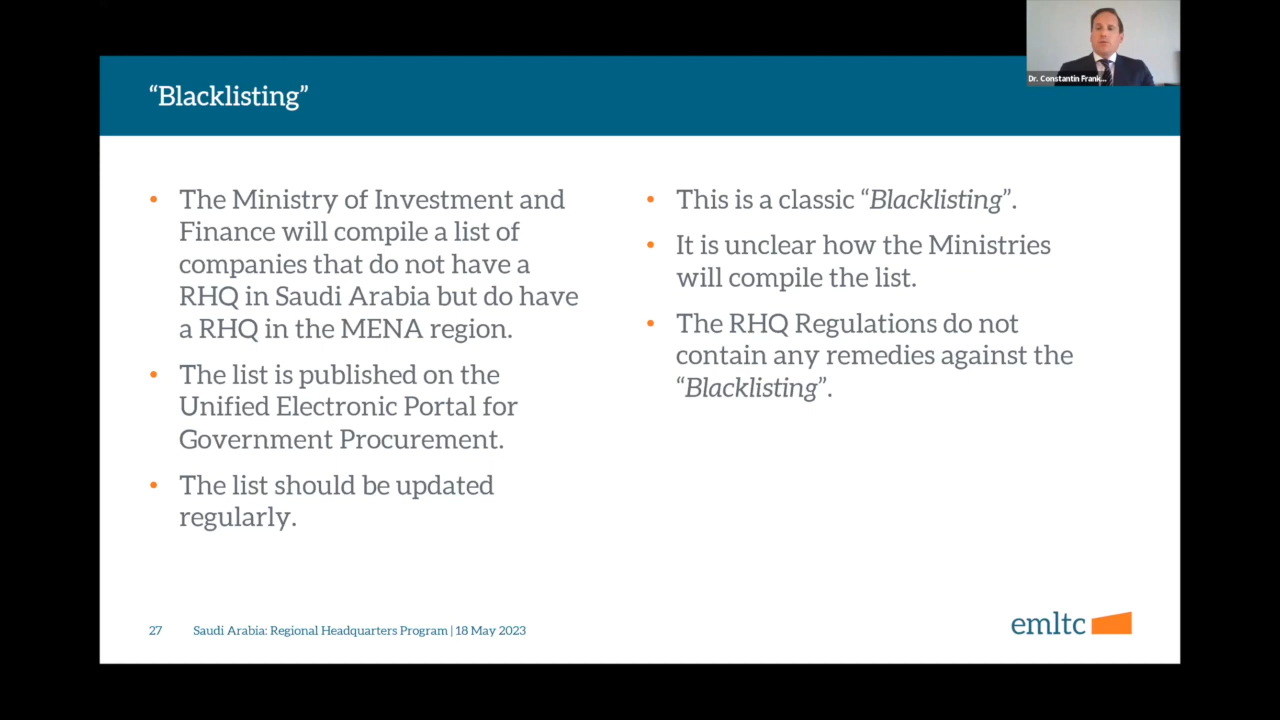 Dr. Constantin Frank...
“Blacklisting”
• The Ministry of Investment and
Finance will compile a list of
companies that do not have a
RHQ in Saudi Arabia but do have
a RHQ in the MENA region.
• The list is published on the
Unified Electronic Portal for
Government Procurement.
• The list should be updated
regularly.
• This is a classic “Blacklisting”.
• It is unclear how the Ministries
will compile the list.
• The RHQ Regulations do not
contain any remedies against the
“Blacklisting”.
27 Saudi Arabia: Regional Headquarters Program | 18 May 2023
emltc